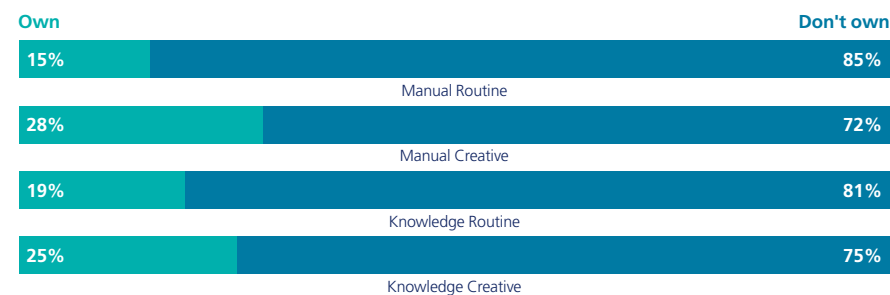 Own Don't own
15% 85%
Manual Routine
28% 72%
Manual Creative
19% 81%
Knowledge Routine
25% 75%
Knowledge Creative